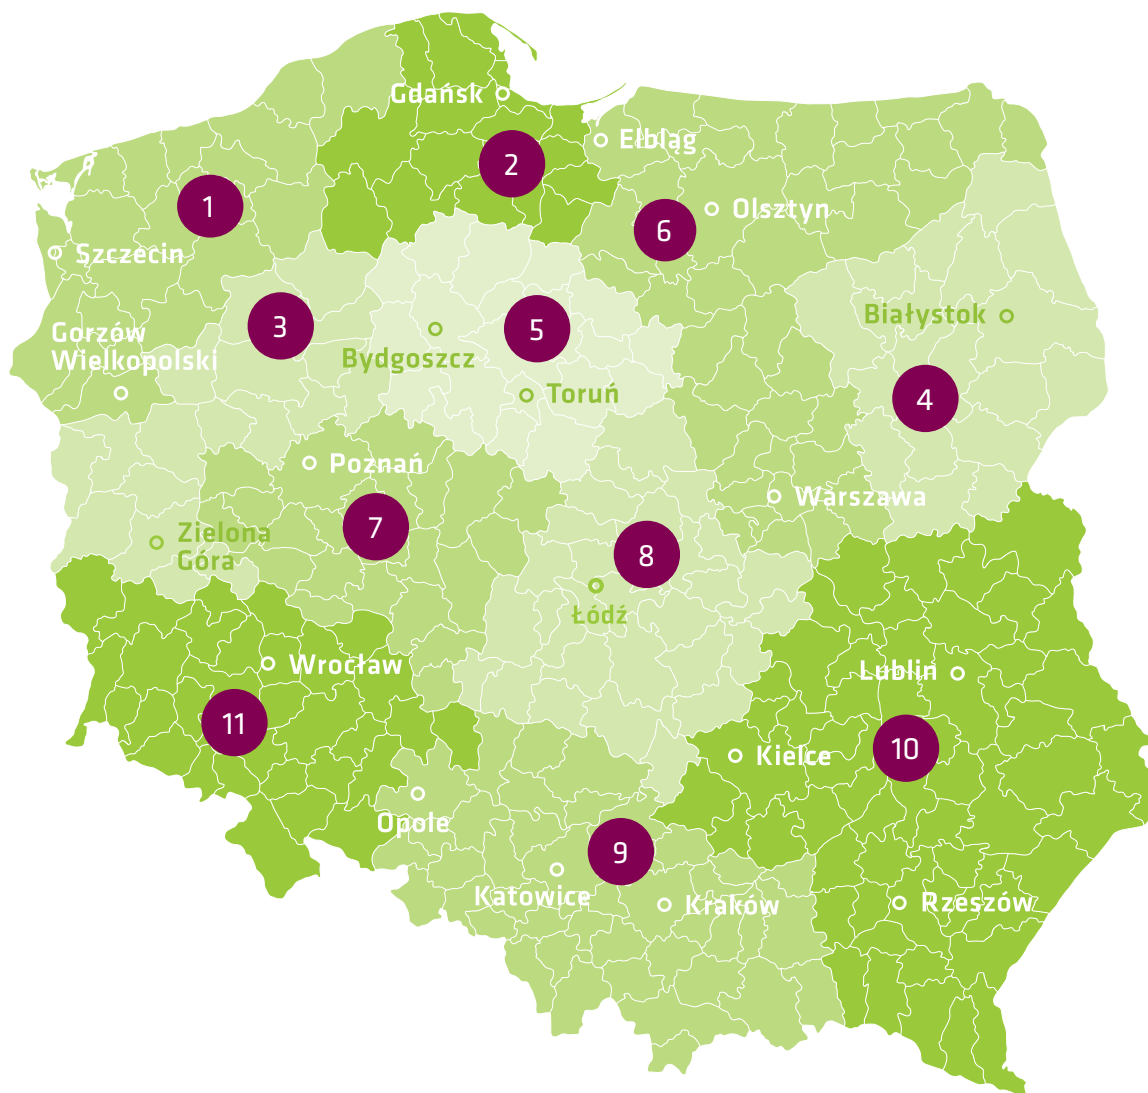 Gdańsk
Ełbląg
2
1
Olsztyn
6
Szczecin
Białystok
3
5
Gorzów
Wielkopolski
Bydgoszcz
Toruń
4
Poznań
Warszawa
7
Zielona
Góra
8
Łódź
Wrocław
Lublin
11
10
Kielce
Opole
9
Katowice
Kraków
Rzeszów